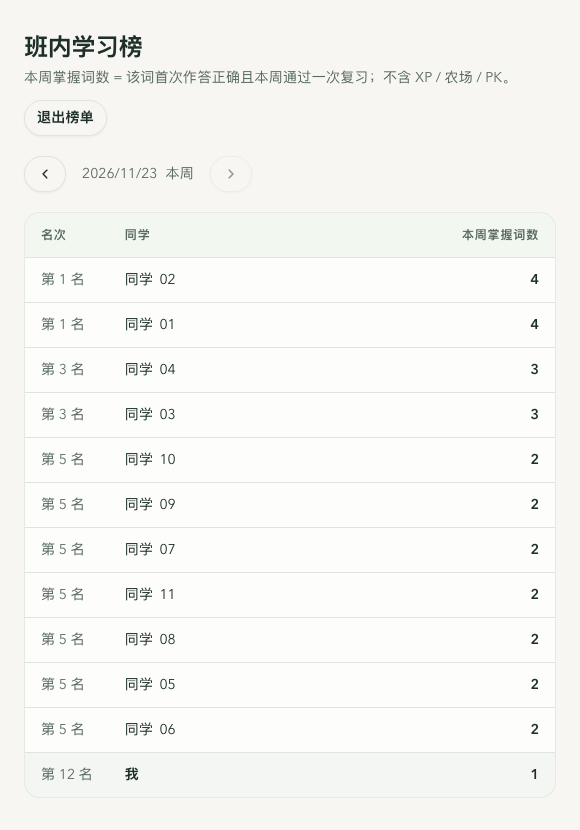 班内学习榜
本周掌握词数 = 该词首次作答正确且本周通过一次复习；不含 XP / 农场 / PK。
退出榜单
2026/11/23 本周
名次 同学 本周掌握词数
第 1 名 同学 02 4
第 1 名 同学 01 4
第 3 名 同学 04 3
第 3 名 同学 03 3
第 5 名 同学 10 2
第 5 名 同学 09 2
第 5 名 同学 07 2
第 5 名 同学 11 2
第 5 名 同学 08 2
第 5 名 同学 05 2
第 5 名 同学 06 2
第 12 名 我 1